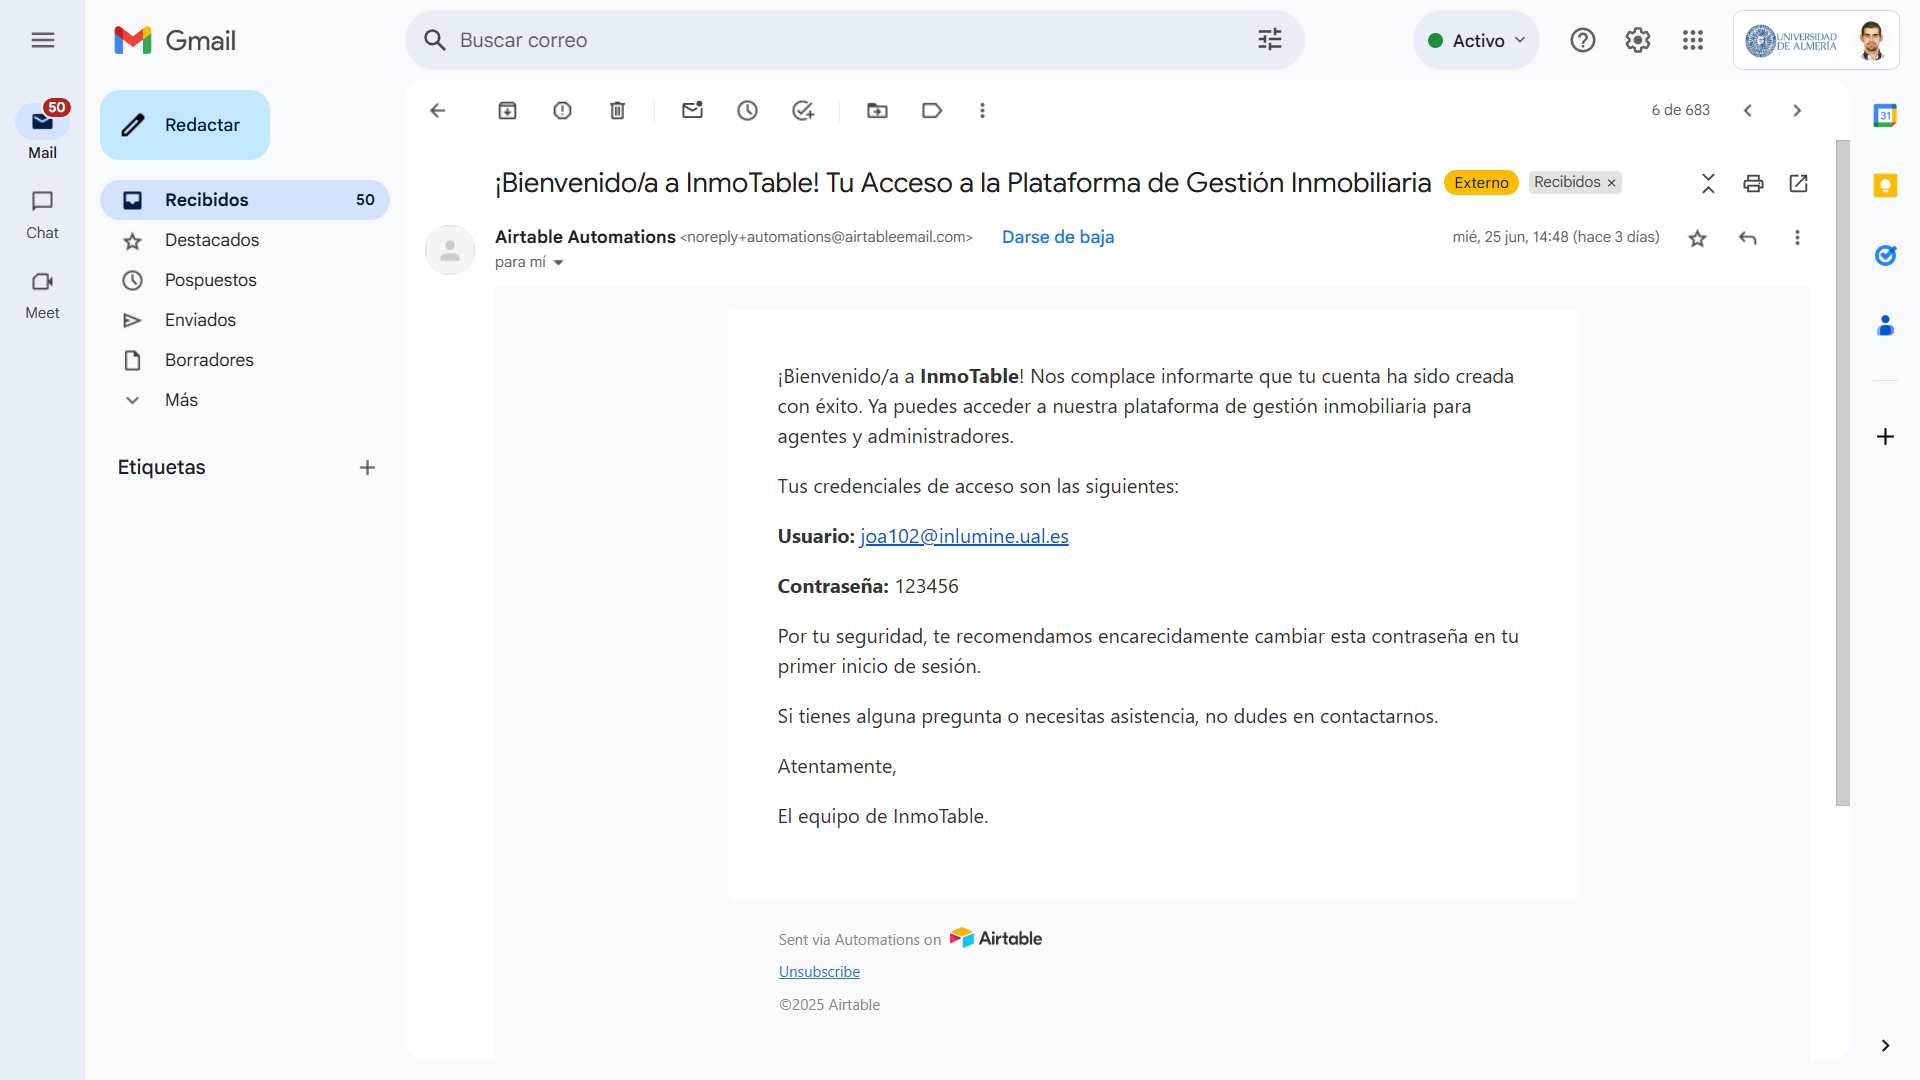 Gmail
Buscar correo
Activo
UNIVERSIDAD
DE ALMERÍA
50
Mail
Chat
Meet
Redactar
Recibidos 50
Destacados
Pospuestos
Enviados
Borradores
Más
Etiquetas
6 de 683
¡Bienvenido/a a InmoTable! Tu Acceso a la Plataforma de Gestión Inmobiliaria Externo Recibidos ×
Airtable Automations <noreply+automations@airtableemail.com> Darse de baja mié, 25 jun, 14:48 (hace 3 días)
para mí
¡Bienvenido/a a InmoTable! Nos complace informarte que tu cuenta ha sido creada
con éxito. Ya puedes acceder a nuestra plataforma de gestión inmobiliaria para
agentes y administradores.
Tus credenciales de acceso son las siguientes:
Usuario: joa102@inlumine.ual.es
Contraseña: 123456
Por tu seguridad, te recomendamos encarecidamente cambiar esta contraseña en tu
primer inicio de sesión.
Si tienes alguna pregunta o necesitas asistencia, no dudes en contactarnos.
Atentamente,
El equipo de InmoTable.
Sent via Automations on Airtable
Unsubscribe
©2025 Airtable
31